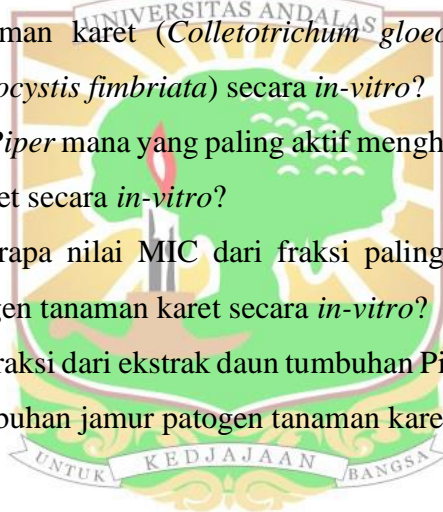 UNIVERSITAS ANDALAS
man karet (Colletotrichum gloeo
ocystis fimbriata) secara in-vitro?
Piper mana yang paling aktif mengh
et secara in-vitro?
rapa nilai MIC dari fraksi paling
gen tanaman karet secara in-vitro?
raksi dari ekstrak daun tumbuhan Pi
buhan jamur patogen tanaman kare
UNTUK KEDJAJAAN BANGSA